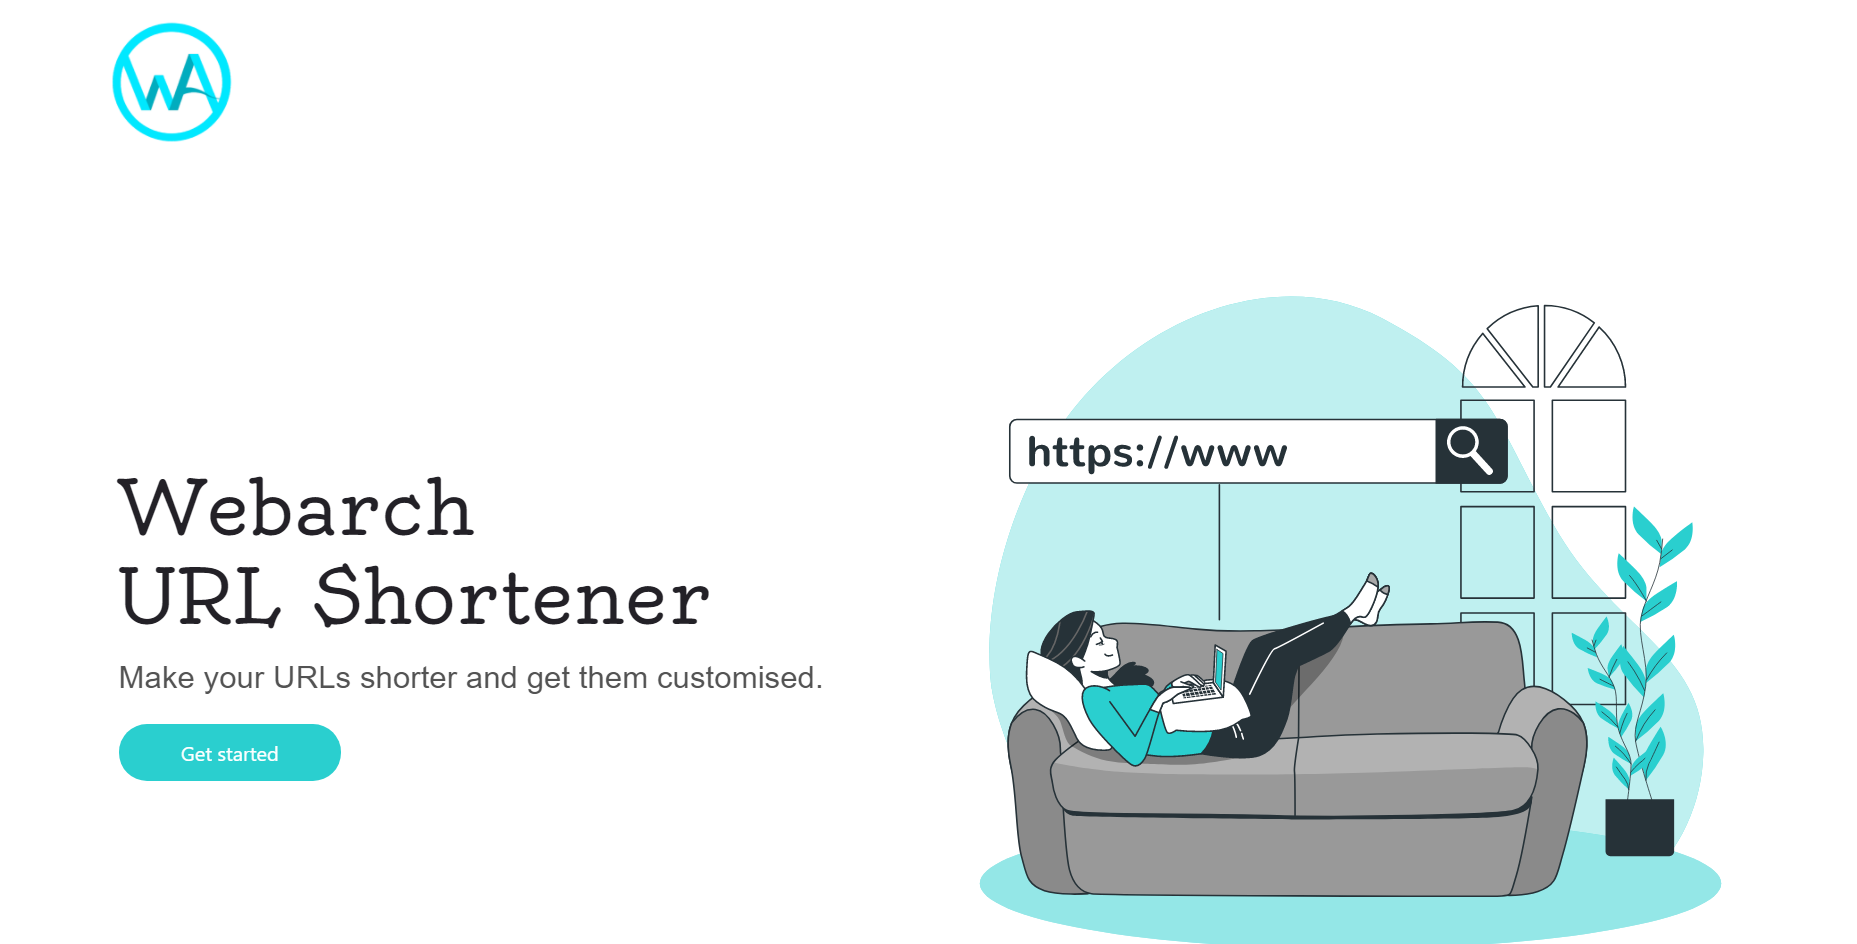 WA
https://www
Webarch
URL Shortener
Make your URLs shorter and get them customised.
Get started